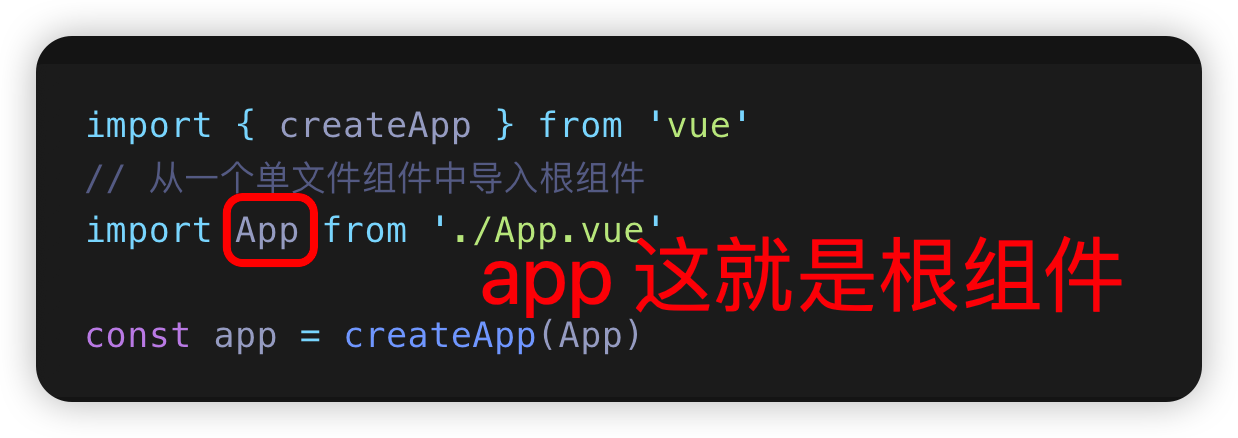 import { createApp } from 'vue'
// 从一个单文件组件中导入根组件
import App from './App.vue'
app 这就是根组件
const app = createApp(App)